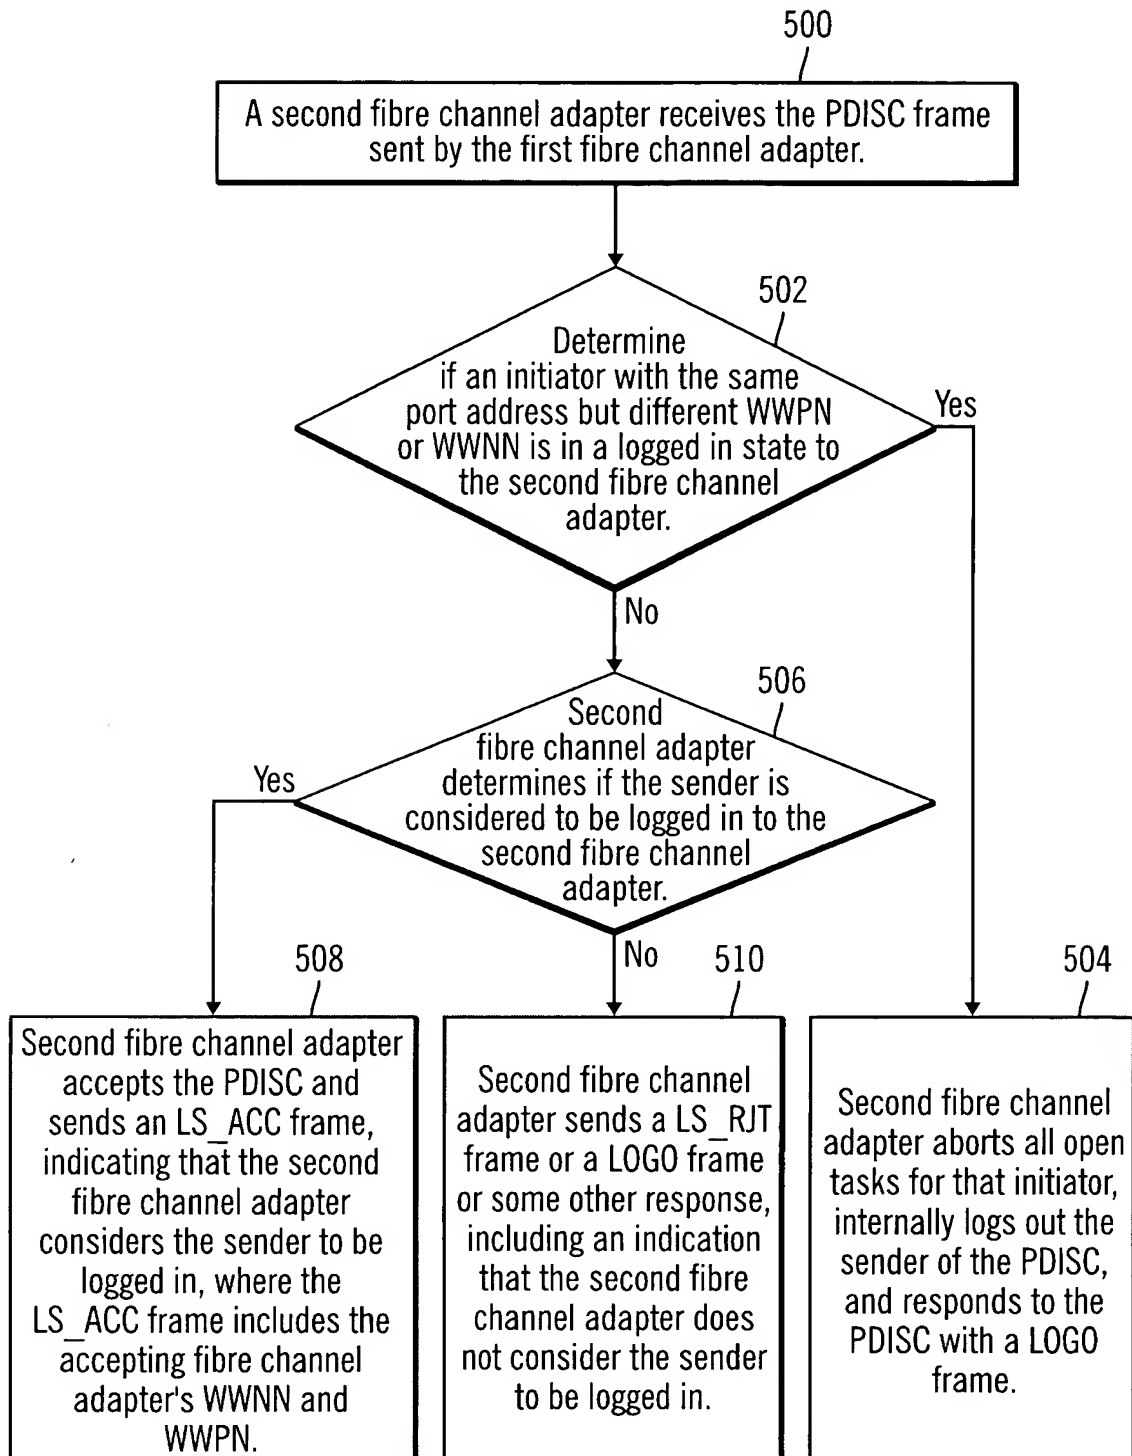 500
A second fibre channel adapter receives the PDISC frame
sent by the first fibre channel adapter.
502
Determine
if an initiator with the same
port address but different WWPN
or WWNN is in a logged in state to
the second fibre channel
adapter.
Yes
No
506
Second
fibre channel adapter
determines if the sender is
considered to be logged in to the
second fibre channel
adapter.
Yes
No
508
Second fibre channel adapter
accepts the PDISC and
sends an LS_ACC frame,
indicating that the second
fibre channel adapter
considers the sender to be
logged in, where the
LS_ACC frame includes the
accepting fibre channel
adapter's WWNN and
WWPN.
510
Second fibre channel
adapter sends a LS_RJT
frame or a LOGO frame
or some other response,
including an indication
that the second fibre
channel adapter does
not consider the sender
to be logged in.
504
Second fibre channel
adapter aborts all open
tasks for that initiator,
internally logs out the
sender of the PDISC,
and responds to the
PDISC with a LOGO
frame.